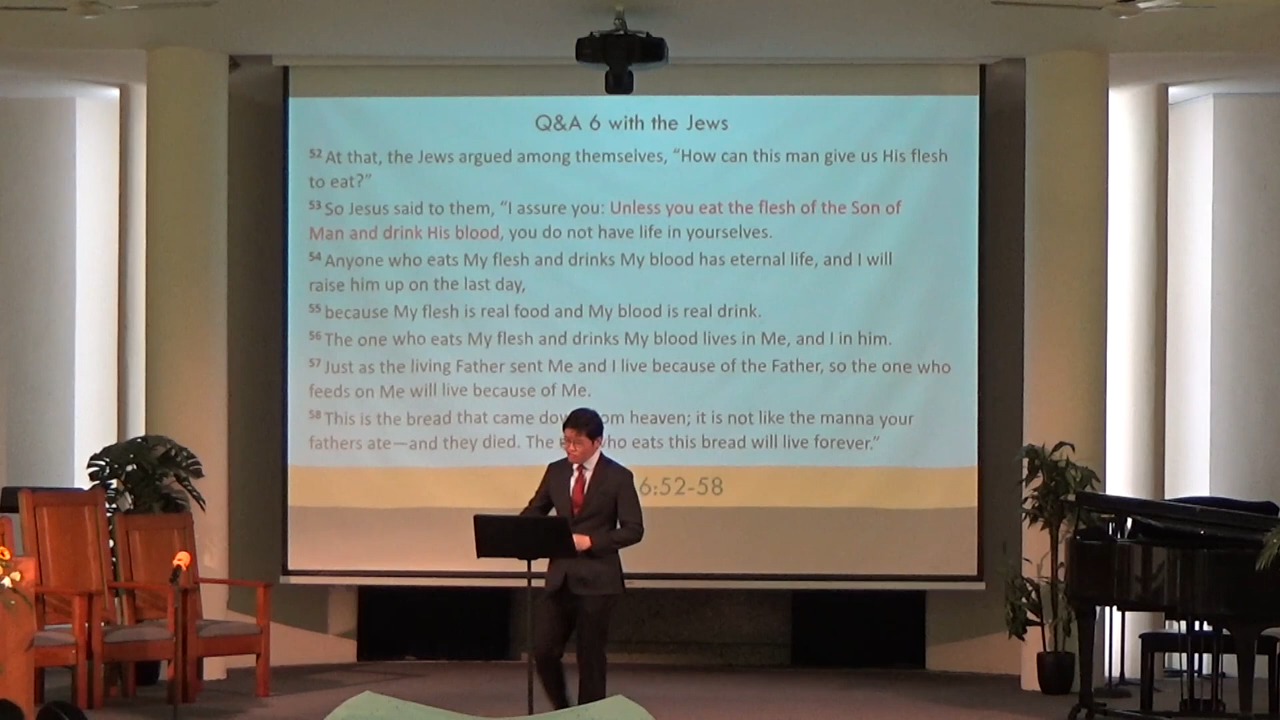 Q&A 6 with the Jews
52 At that, the Jews argued among themselves, “How can this man give us His flesh
to eat?”
53 So Jesus said to them, “I assure you: Unless you eat the flesh of the Son of
Man and drink His blood, you do not have life in yourselves.
54 Anyone who eats My flesh and drinks My blood has eternal life, and I will
raise him up on the last day,
55 because My flesh is real food and My blood is real drink.
56 The one who eats My flesh and drinks My blood lives in Me, and I in him.
57 Just as the living Father sent Me and I live because of the Father, so the one who
feeds on Me will live because of Me.
58 This is the bread that came heaven; it is not like the manna your
fathers ate—and they died. The eats this bread will live forever.”
6:52-58